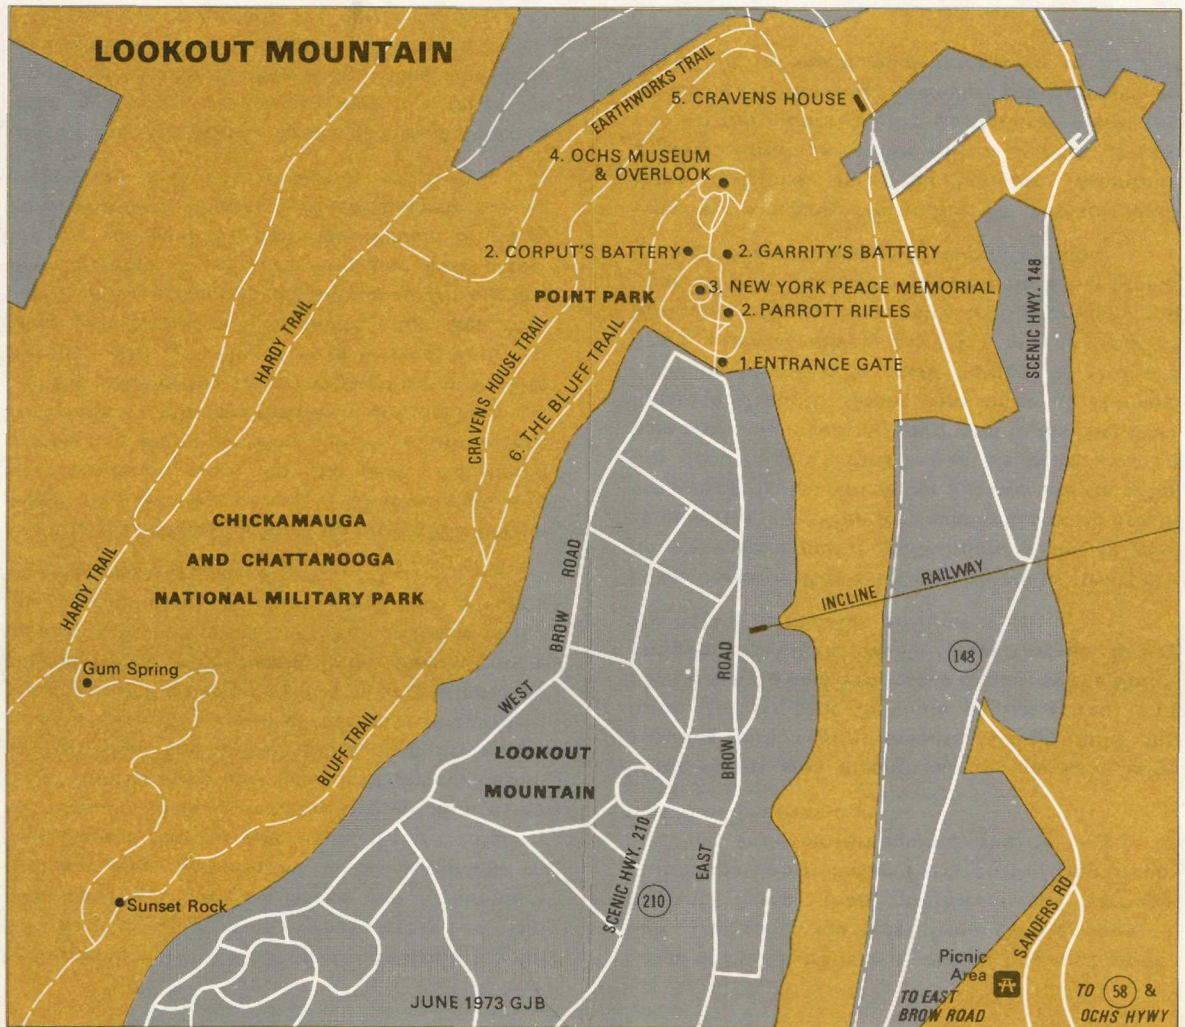 LOOKOUT MOUNTAIN
EARTHWORKS TRAIL
5. CRAVENS HOUSE
4. OCHS MUSEUM
& OVERLOOK
2. CORPUT'S BATTERY
2. GARRITY'S BATTERY
3. NEW YORK PEACE MEMORIAL
POINT PARK
2. PARROTT RIFLES
1. ENTRANCE GATE
SCENIC HWY. 148
HARDY TRAIL
CRAVENS HOUSE TRAIL
6. THE BLUFF TRAIL
CHICKAMAUGA
AND CHATTANOOGA
NATIONAL MILITARY PARK
HARDY TRAIL
WEST BROW ROAD
INCLINE RAILWAY
148
Gum Spring
BLUFF TRAIL
LOOKOUT
MOUNTAIN
EAST BROW ROAD
SCENIC HWY. 210
210
Sunset Rock
SANDERS RD
Picnic
Area
JUNE 1973 GJB
TO EAST
BROW ROAD
TO 58 &
OCHS HYWY